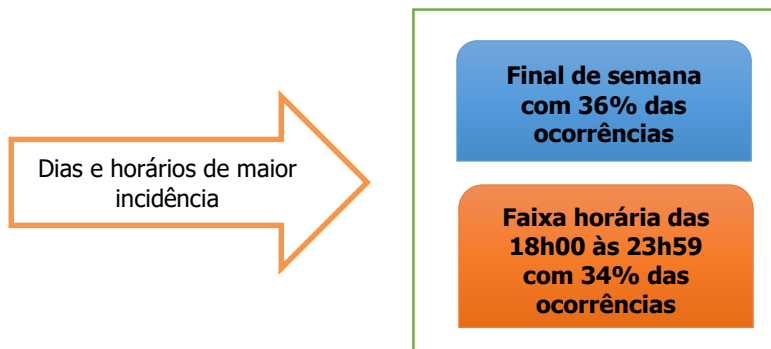 Dias e horários de maior
incidência
Final de semana
com 36% das
ocorrências
Faixa horária das
18h00 às 23h59
com 34% das
ocorrências